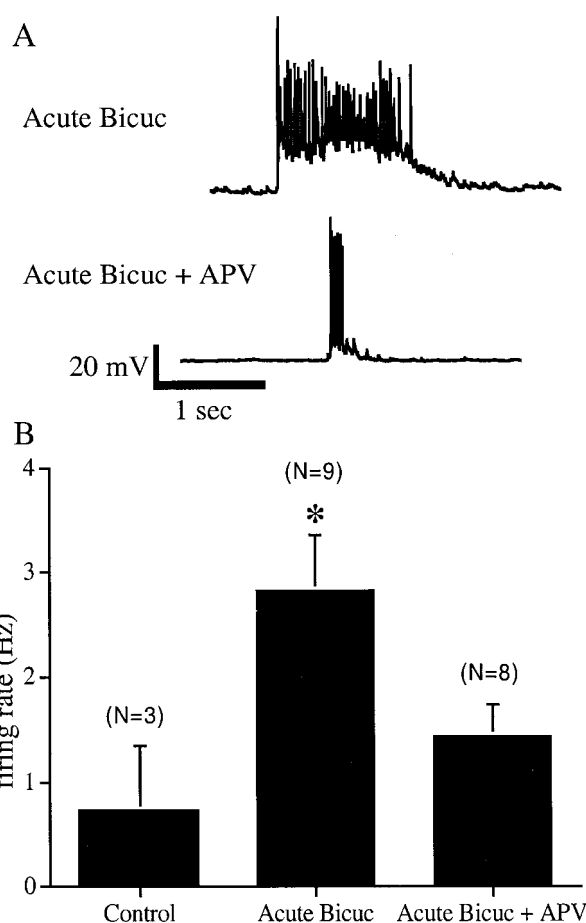 A
Acute Bicuc
Acute Bicuc + APV
20 mV
1 sec
B
4
(N=9)
*
3
(N=8)
2
(N=3)
firing rate (Hz)
1
0
Control
Acute Bicuc
Acute Bicuc + APV